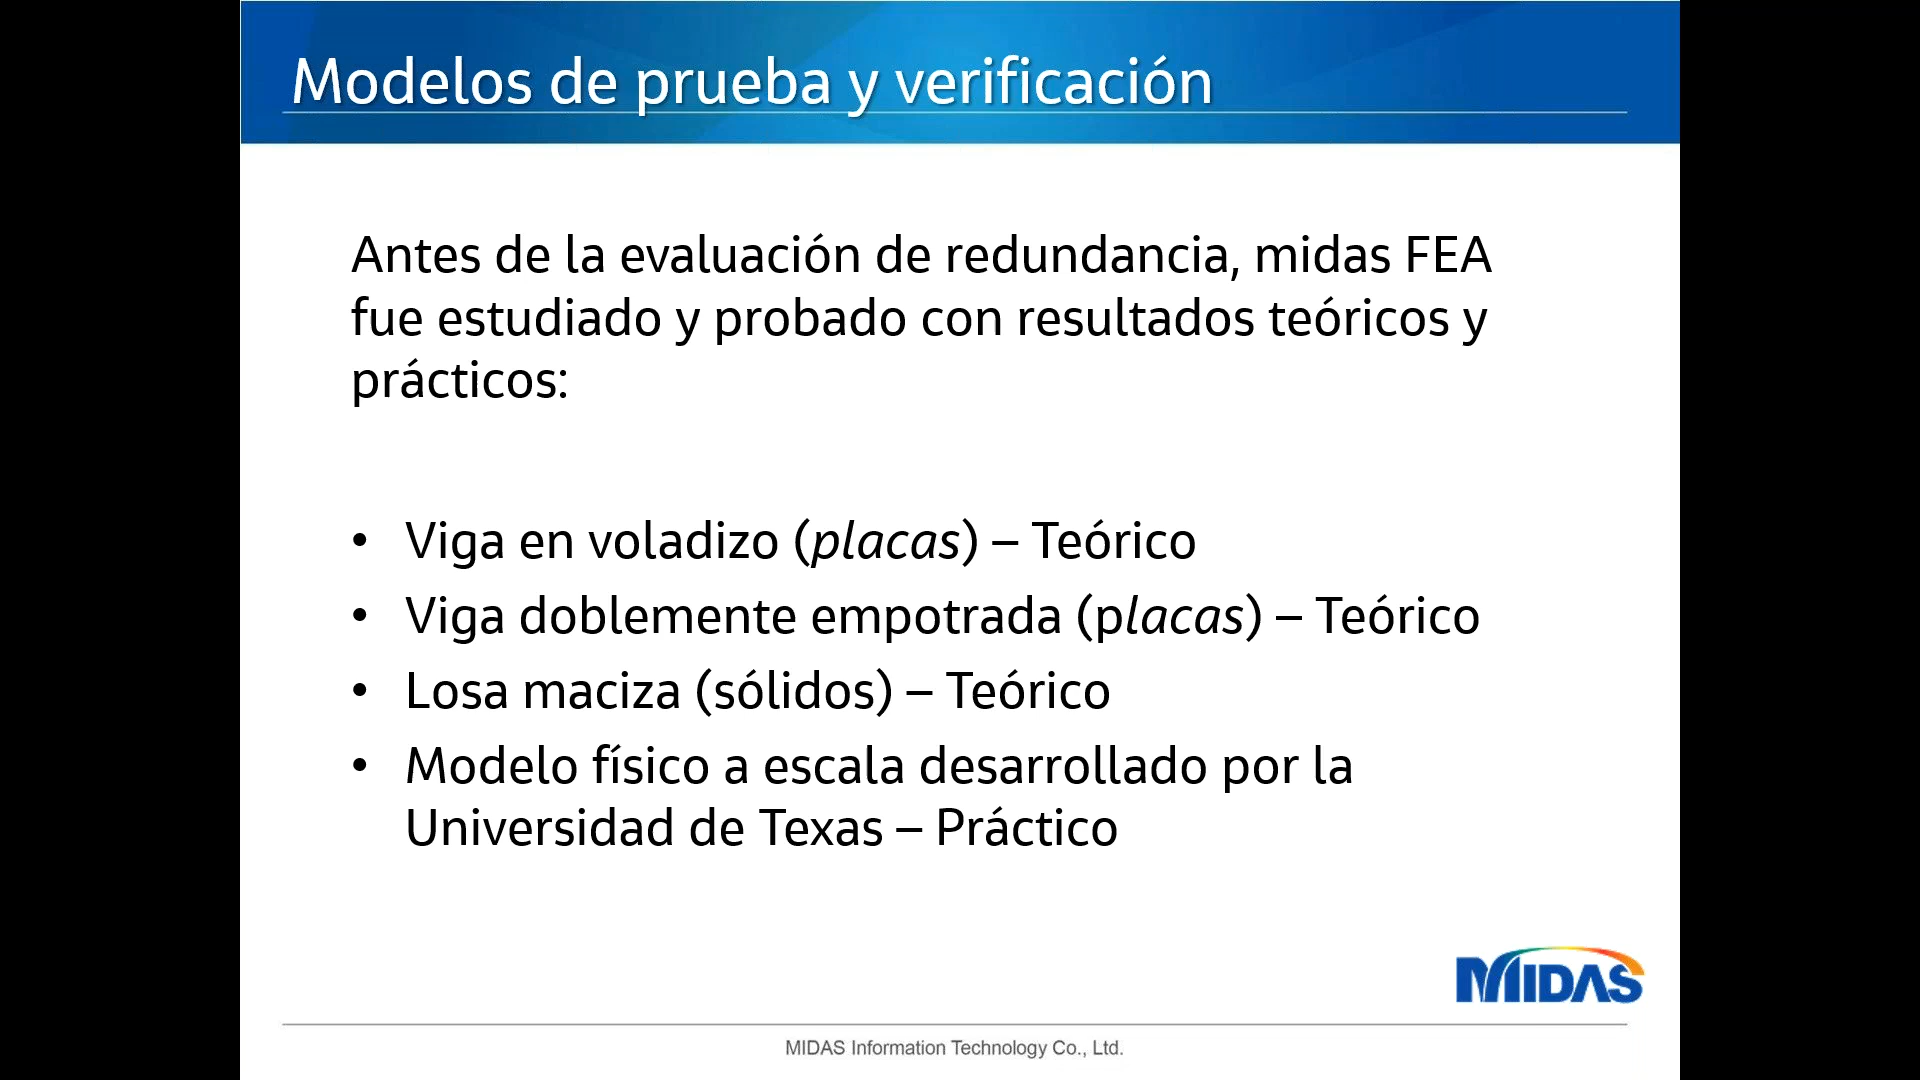 Modelos de prueba y verificación
Antes de la evaluación de redundancia, midas FEA
fue estudiado y probado con resultados teóricos y
prácticos:
• Viga en voladizo (placas) – Teórico
• Viga doblemente empotrada (placas) – Teórico
• Losa maciza (sólidos) – Teórico
• Modelo físico a escala desarrollado por la
Universidad de Texas – Práctico
MIDAS
MIDAS Information Technology Co., Ltd.